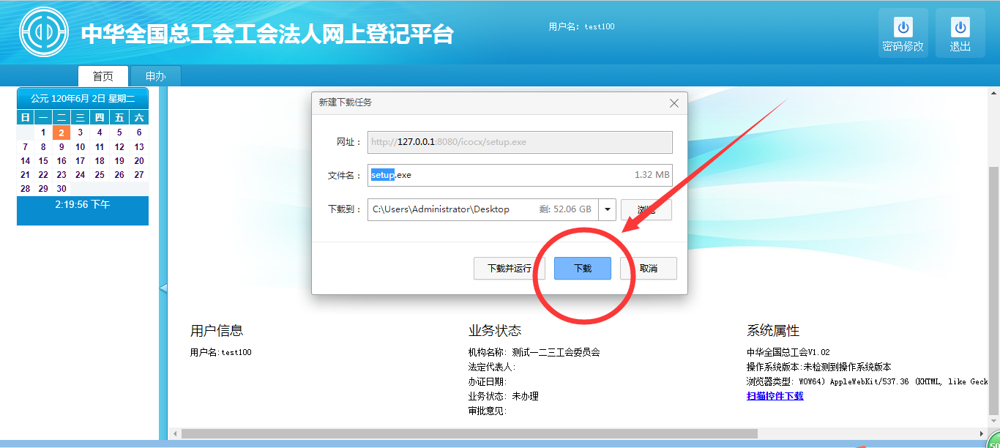 中华全国总工会工会法人网上登记平台
用户名: test100
密码修改
退出
首页
申办
公元 120年6月 2日 星期二
日 一 二 三 四 五 六
1 2 3 4 5 6
7 8 9 10 11 12 13
14 15 16 17 18 19 20
21 22 23 24 25 26 27
28 29 30
2:19:56 下午
新建下载任务
网址： http://127.0.0.1:8080/icocx/setup.exe
文件名： setup.exe 1.32 MB
下载到： C:\Users\Administrator\Desktop 剩: 52.06 GB 浏览
下载并运行
下载
取消
用户信息
用户名:test100
业务状态
机构名称: 测试一二三工会委员会
法定代表人:
办证日期:
业务状态: 未办理
审批意见:
系统属性
中华全国总工会V1.02
操作系统版本:未检测到操作系统版本
浏览器类型: WOW64) AppleWebKit/537.36 (KHTML, like Geck
扫描控件下载